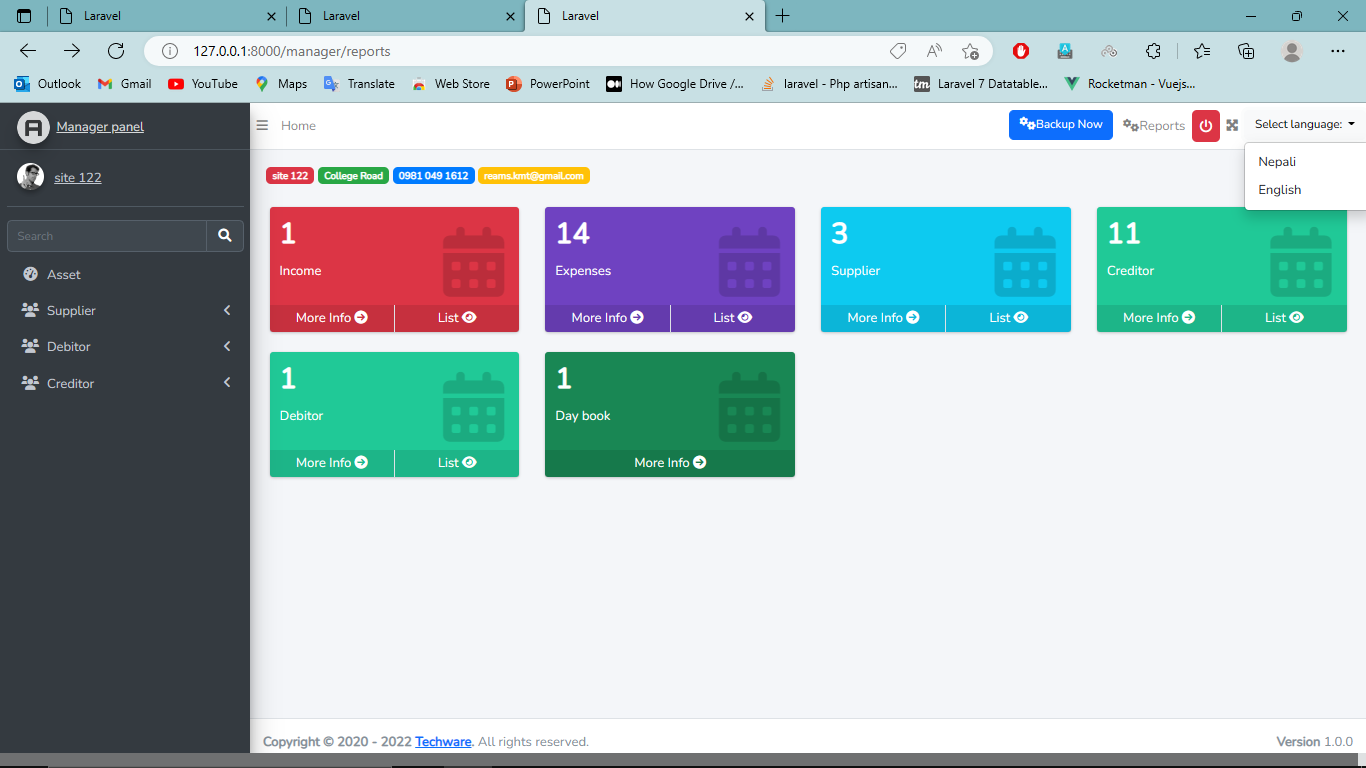 Laravel
Laravel
Laravel
127.0.0.1:8000/manager/reports
Outlook Gmail YouTube Maps Translate Web Store PowerPoint How Google Drive /... laravel - Php artisan... Laravel 7 Datatable... Rocketman - Vuejs...
Manager panel
site 122
Search
Asset
Supplier
Debitor
Creditor
Home
Backup Now
Reports
Select language:
Nepali
English
site 122 College Road 0981 049 1612 reams.kmt@gmail.com
1
Income
More Info List
14
Expenses
More Info List
3
Supplier
More Info List
11
Creditor
More Info List
1
Debitor
More Info List
1
Day book
More Info
Copyright © 2020 - 2022 Techware. All rights reserved.
Version 1.0.0